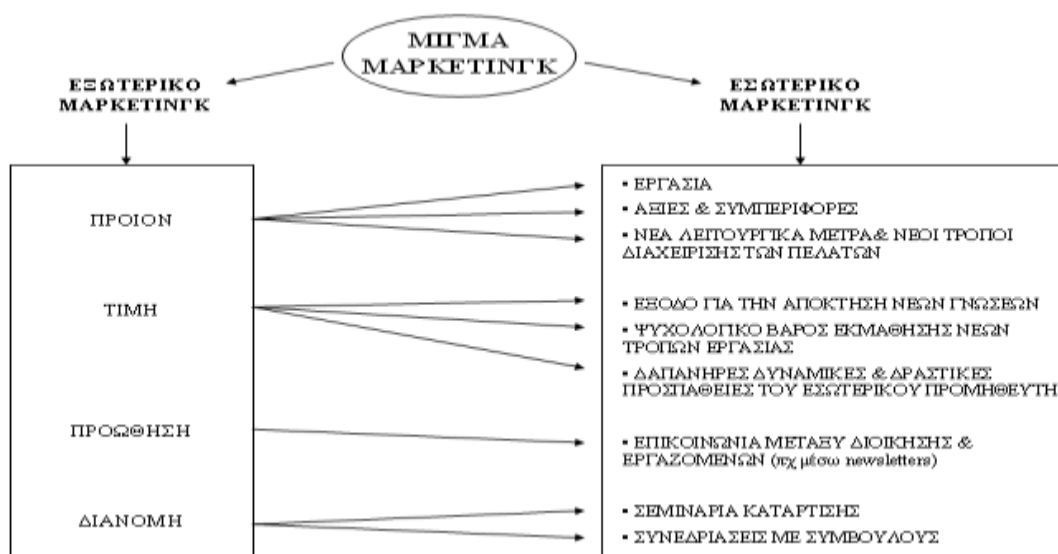 ΜΙΓΜΑ
ΜΑΡΚΕΤΙΝΓΚ
ΕΞΩΤΕΡΙΚΟ
ΜΑΡΚΕΤΙΝΓΚ
ΕΣΩΤΕΡΙΚΟ
ΜΑΡΚΕΤΙΝΓΚ
ΠΡΟΙΟΝ
▪ ΕΡΓΑΣΙΑ
▪ ΑΞΙΕΣ & ΣΥΜΠΕΡΙΦΟΡΕΣ
▪ ΝΕΑ ΛΕΙΤΟΥΡΓΙΚΑ ΜΕΤΡΑ& ΝΕΟΙ ΤΡΟΠΟΙ
ΔΙΑΧΕΙΡΙΣΗΣ ΤΩΝ ΠΕΛΑΤΩΝ
ΤΙΜΗ
▪ ΕΞΟΔΟ ΓΙΑ ΤΗΝ ΑΠΟΚΤΗΣΗ ΝΕΩΝ ΓΝΩΣΕΩΝ
▪ ΨΥΧΟΛΟΓΙΚΟ ΒΑΡΟΣ ΕΚΜΑΘΗΣΗΣ ΝΕΩΝ
ΤΡΟΠΩΝ ΕΡΓΑΣΙΑΣ
▪ ΔΑΠΑΝΗΡΕΣ ΔΥΝΑΜΙΚΕΣ & ΔΡΑΣΤΙΚΕΣ
ΠΡΟΣΠΑΘΕΙΕΣ ΤΟΥ ΕΣΩΤΕΡΙΚΟΥ ΠΡΟΜΗΘΕΥΤΗ
ΠΡΟΩΘΗΣΗ
▪ ΕΠΙΚΟΙΝΩΝΙΑ ΜΕΤΑΞΥ ΔΙΟΙΚΗΣΗΣ &
ΕΡΓΑΖΟΜΕΝΩΝ (πχ μέσω newsletters)
ΔΙΑΝΟΜΗ
▪ ΣΕΜΙΝΑΡΙΑ ΚΑΤΑΡΤΙΣΗΣ
▪ ΣΥΝΕΔΡΙΑΣΕΙΣ ΜΕ ΣΥΜΒΟΥΛΟΥΣ